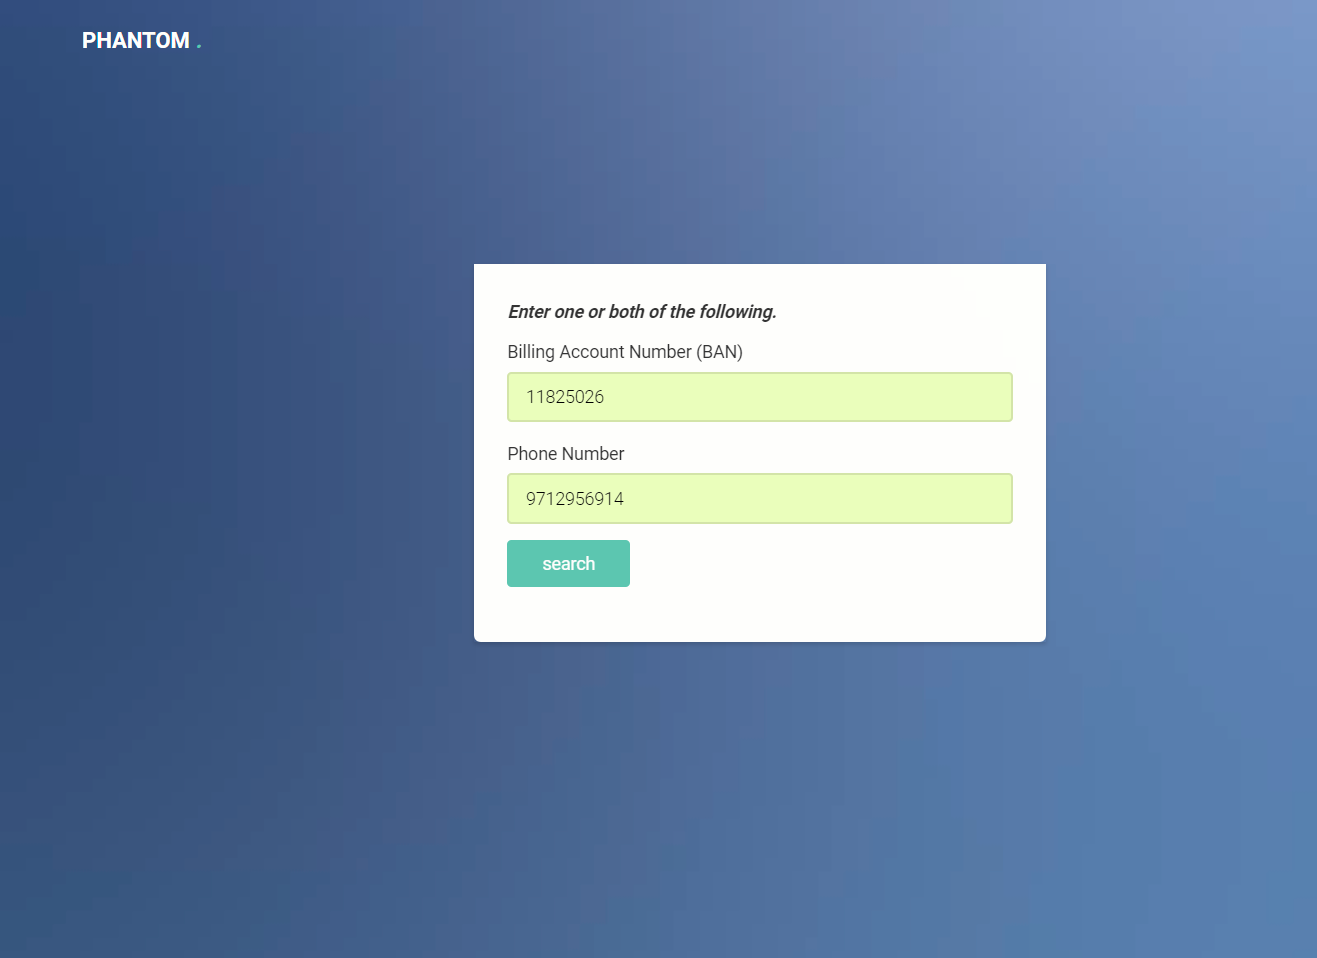 PHANTOM .
Enter one or both of the following.
Billing Account Number (BAN)
11825026
Phone Number
9712956914
search